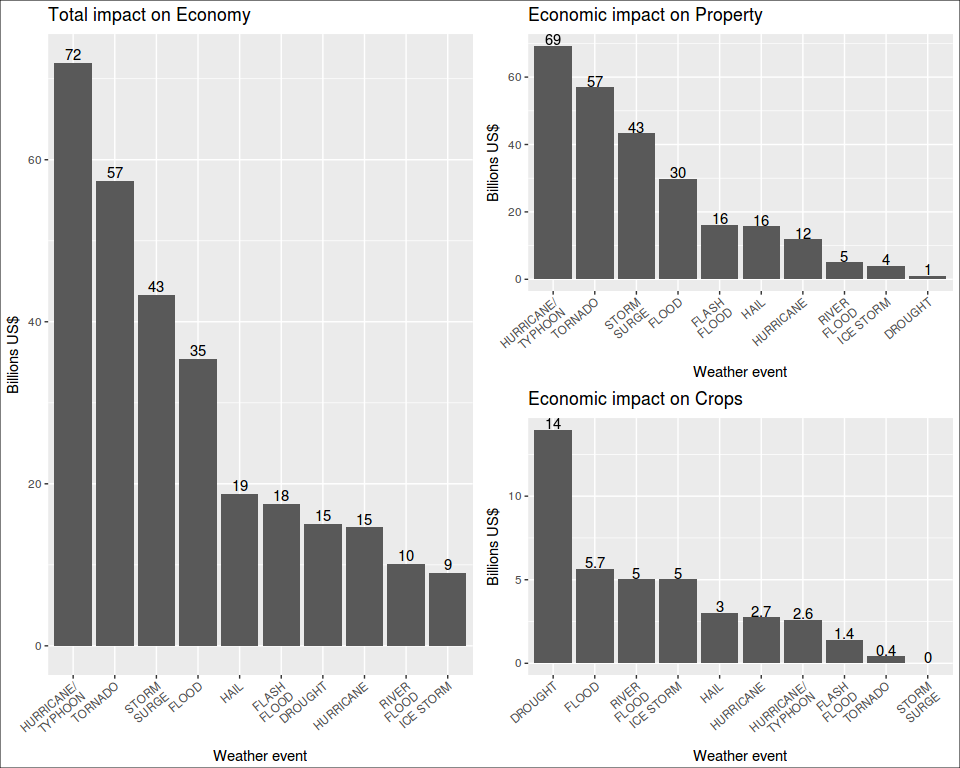 Total impact on Economy
Billions US$
60
40
20
0
72
57
43
35
19
18
15
15
10
9
HURRICANE/
TYPHOON
TORNADO
STORM
SURGE
FLOOD
HAIL
FLASH
FLOOD
DROUGHT
HURRICANE
RIVER
FLOOD
ICE STORM
Weather event
Economic impact on Property
Billions US$
60
40
20
0
69
57
43
30
16
16
12
5
4
1
HURRICANE/
TYPHOON
TORNADO
STORM
SURGE
FLOOD
FLASH
FLOOD
HAIL
HURRICANE
RIVER
FLOOD
ICE STORM
DROUGHT
Weather event
Economic impact on Crops
Billions US$
10
5
0
14
5.7
5
5
3
2.7
2.6
1.4
0.4
0
DROUGHT
FLOOD
RIVER
FLOOD
ICE STORM
HAIL
HURRICANE
HURRICANE/
TYPHOON
FLASH
FLOOD
TORNADO
STORM
SURGE
Weather event